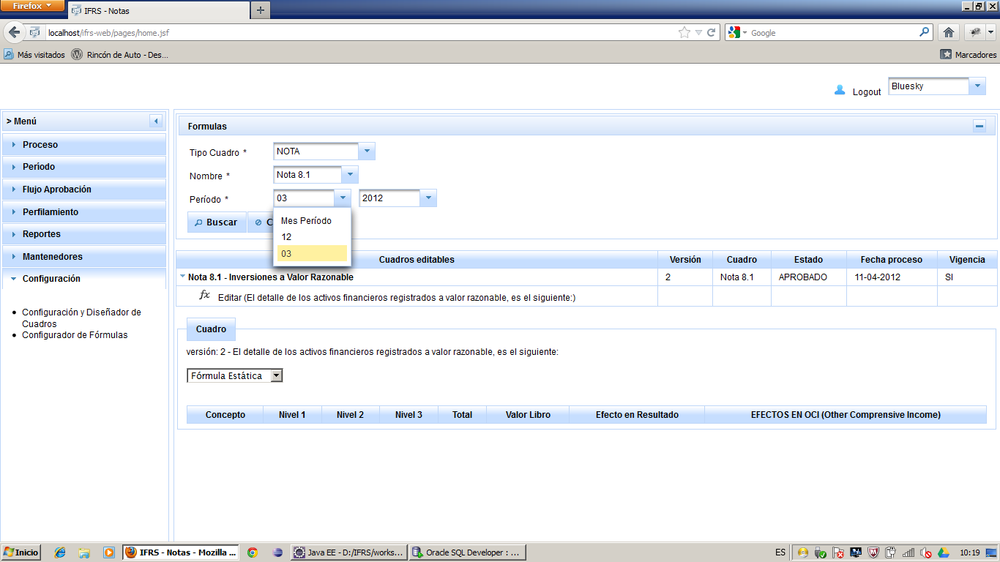 Firefox
IFRS - Notas
localhost/ifrs-web/pages/home.jsf
Google
Más visitados
Rincón de Auto - Des...
Marcadores
Logout
Bluesky
> Menú
Proceso
Período
Flujo Aprobación
Perfilamiento
Reportes
Mantenedores
Configuración
Configuración y Diseñador de
Cuadros
Configurador de Fórmulas
Formulas
Tipo Cuadro *
NOTA
Nombre *
Nota 8.1
Período *
03
2012
Buscar
C
Mes Período
12
03
Cuadros editables
Versión
Cuadro
Estado
Fecha proceso
Vigencia
Nota 8.1 - Inversiones a Valor Razonable
2
Nota 8.1
APROBADO
11-04-2012
SI
fx
Editar (El detalle de los activos financieros registrados a valor razonable, es el siguiente:)
Cuadro
versión: 2 - El detalle de los activos financieros registrados a valor razonable, es el siguiente:
Fórmula Estática
Concepto
Nivel 1
Nivel 2
Nivel 3
Total
Valor Libro
Efecto en Resultado
EFECTOS EN OCI (Other Comprensive Income)
Inicio
IFRS - Notas - Mozilla ...
Java EE - D:/IFRS/works...
Oracle SQL Developer : ...
ES
10:19